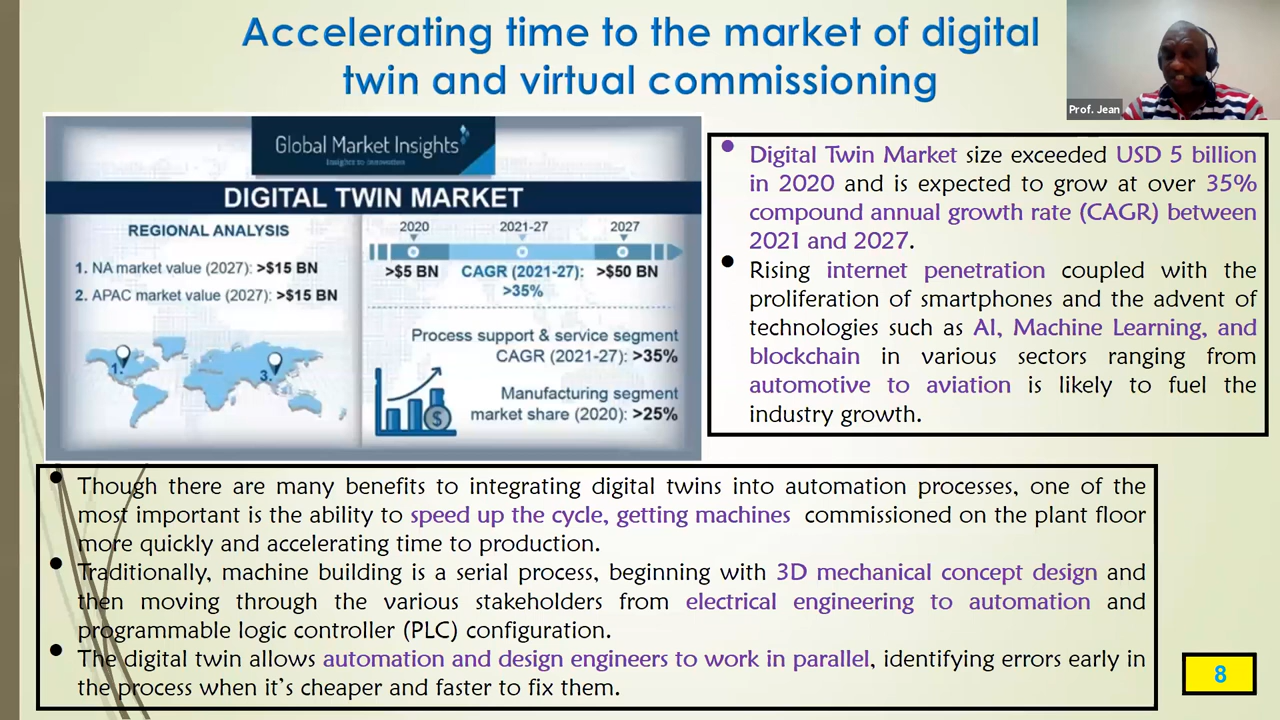 Accelerating time to the market of digital
twin and virtual commissioning
Prof. Jean
Global Market Insights
Insights to Innovation
DIGITAL TWIN MARKET
REGIONAL ANALYSIS
1. NA market value (2027): >$15 BN
2. APAC market value (2027): >$15 BN
1.
3.
2020 2021-27 2027
>$5 BN CAGR (2021-27): >$50 BN
>35%
Process support & service segment
CAGR (2021-27): >35%
Manufacturing segment
market share (2020): >25%
• Digital Twin Market size exceeded USD 5 billion
in 2020 and is expected to grow at over 35%
compound annual growth rate (CAGR) between
2021 and 2027.
• Rising internet penetration coupled with the
proliferation of smartphones and the advent of
technologies such as AI, Machine Learning, and
blockchain in various sectors ranging from
automotive to aviation is likely to fuel the
industry growth.
• Though there are many benefits to integrating digital twins into automation processes, one of the
most important is the ability to speed up the cycle, getting machines commissioned on the plant floor
more quickly and accelerating time to production.
• Traditionally, machine building is a serial process, beginning with 3D mechanical concept design and
then moving through the various stakeholders from electrical engineering to automation and
programmable logic controller (PLC) configuration.
• The digital twin allows automation and design engineers to work in parallel, identifying errors early in
the process when it's cheaper and faster to fix them.
8